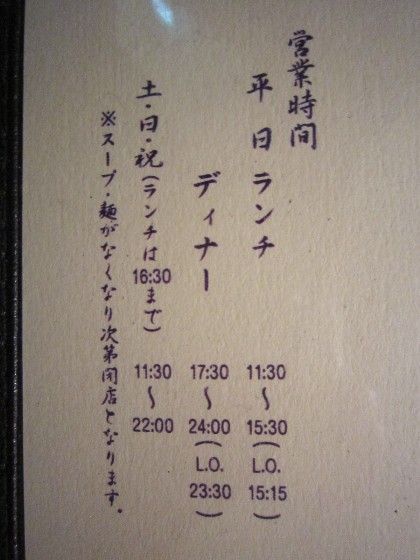 営業時間
平日ランチ 11:30〜15:30(L.O.15:15)
ディナー 17:30〜24:00(L.O.23:30)
土・日・祝(ランチは16:30まで) 11:30〜22:00
※スープ・麺がなくなり次第閉店となります。